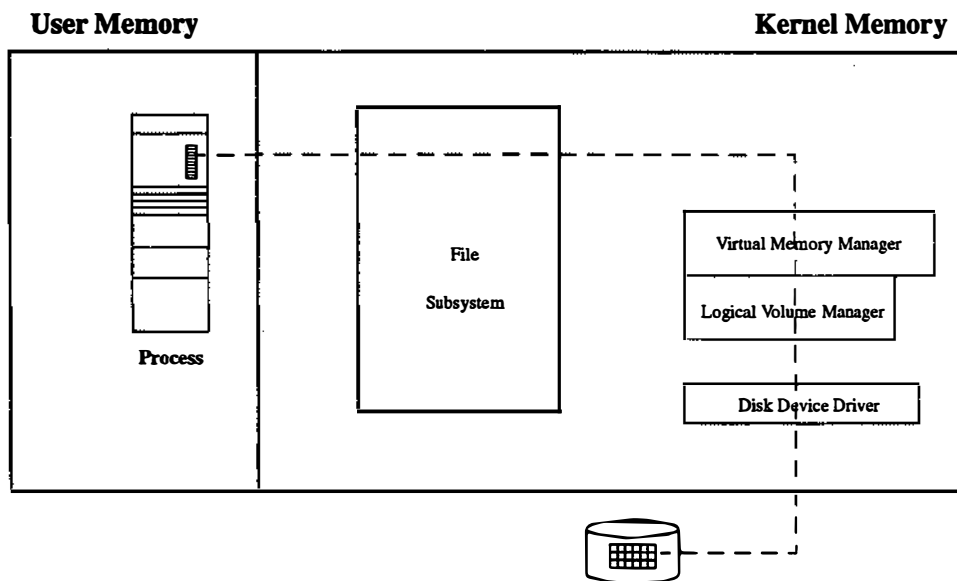 User Memory
Kernel Memory
File
Subsystem
Virtual Memory Manager
Logical Volume Manager
Process
Disk Device Driver